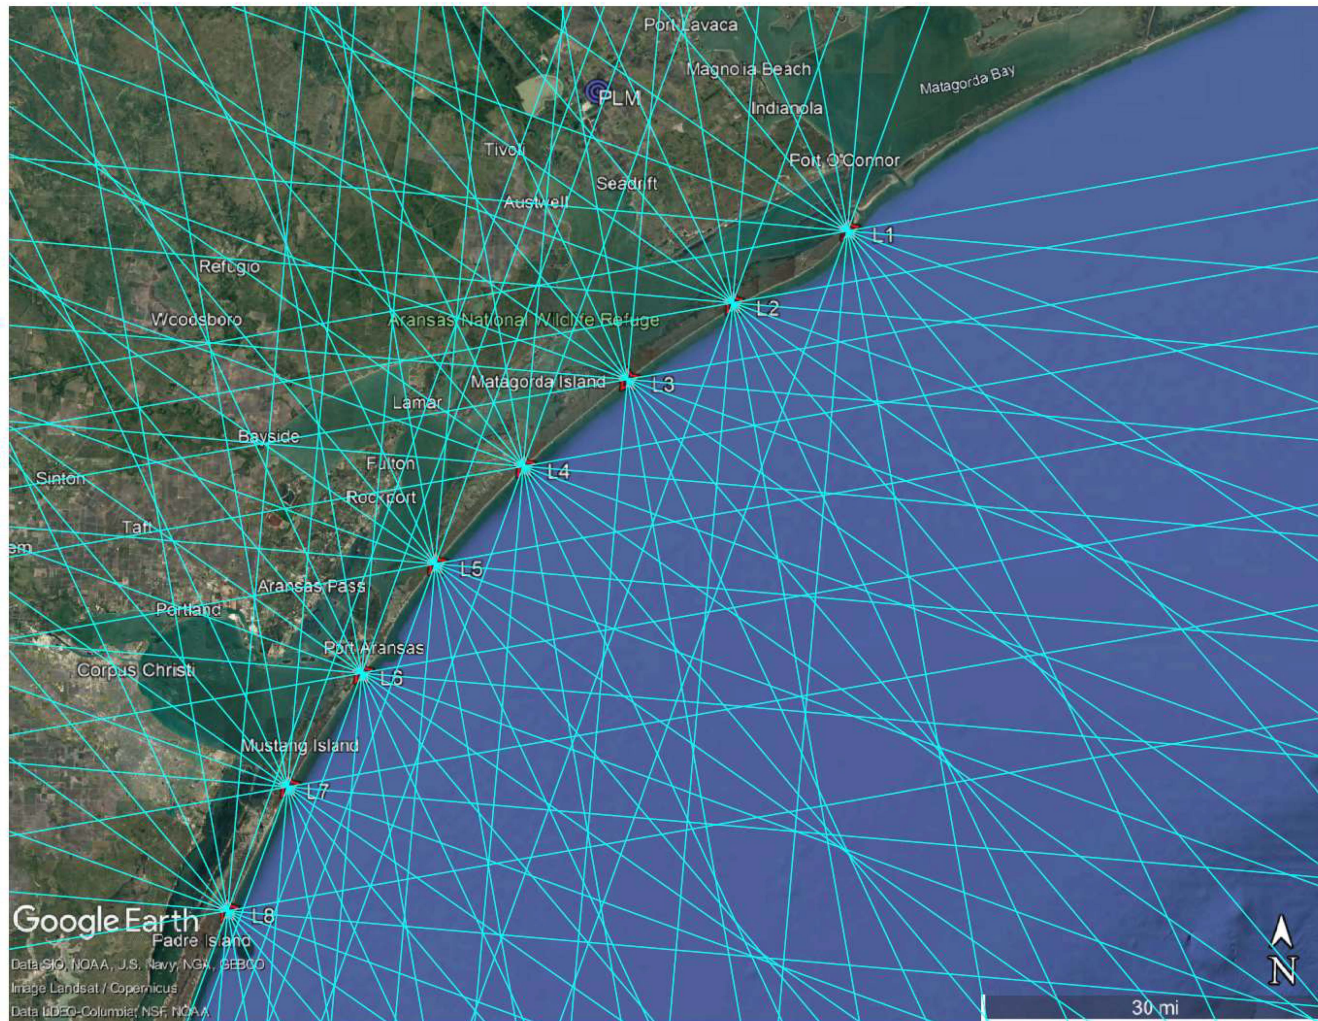 Port Lavaca
Magnolia Beach
Matagorda Bay
PLM
Indianola
Tivoli
Port O'Connor
Seadrift
Austwell
L1
Refugio
L2
Woodsboro
Aransas National Wildlife Refuge
Matagorda Island
L3
Lamar
Bayside
Fulton
L4
Sinton
Rockport
Taft
em
L5
Aransas Pass
Portland
Port Aransas
Corpus Christi
L6
Mustang Island
L7
Google Earth
L8
Padre Island
Data SIO, NOAA, U.S. Navy, NGA, GEBCO
Image Landsat / Copernicus
Data LDEO-Columbia, NSF, NOAA
N
30 mi